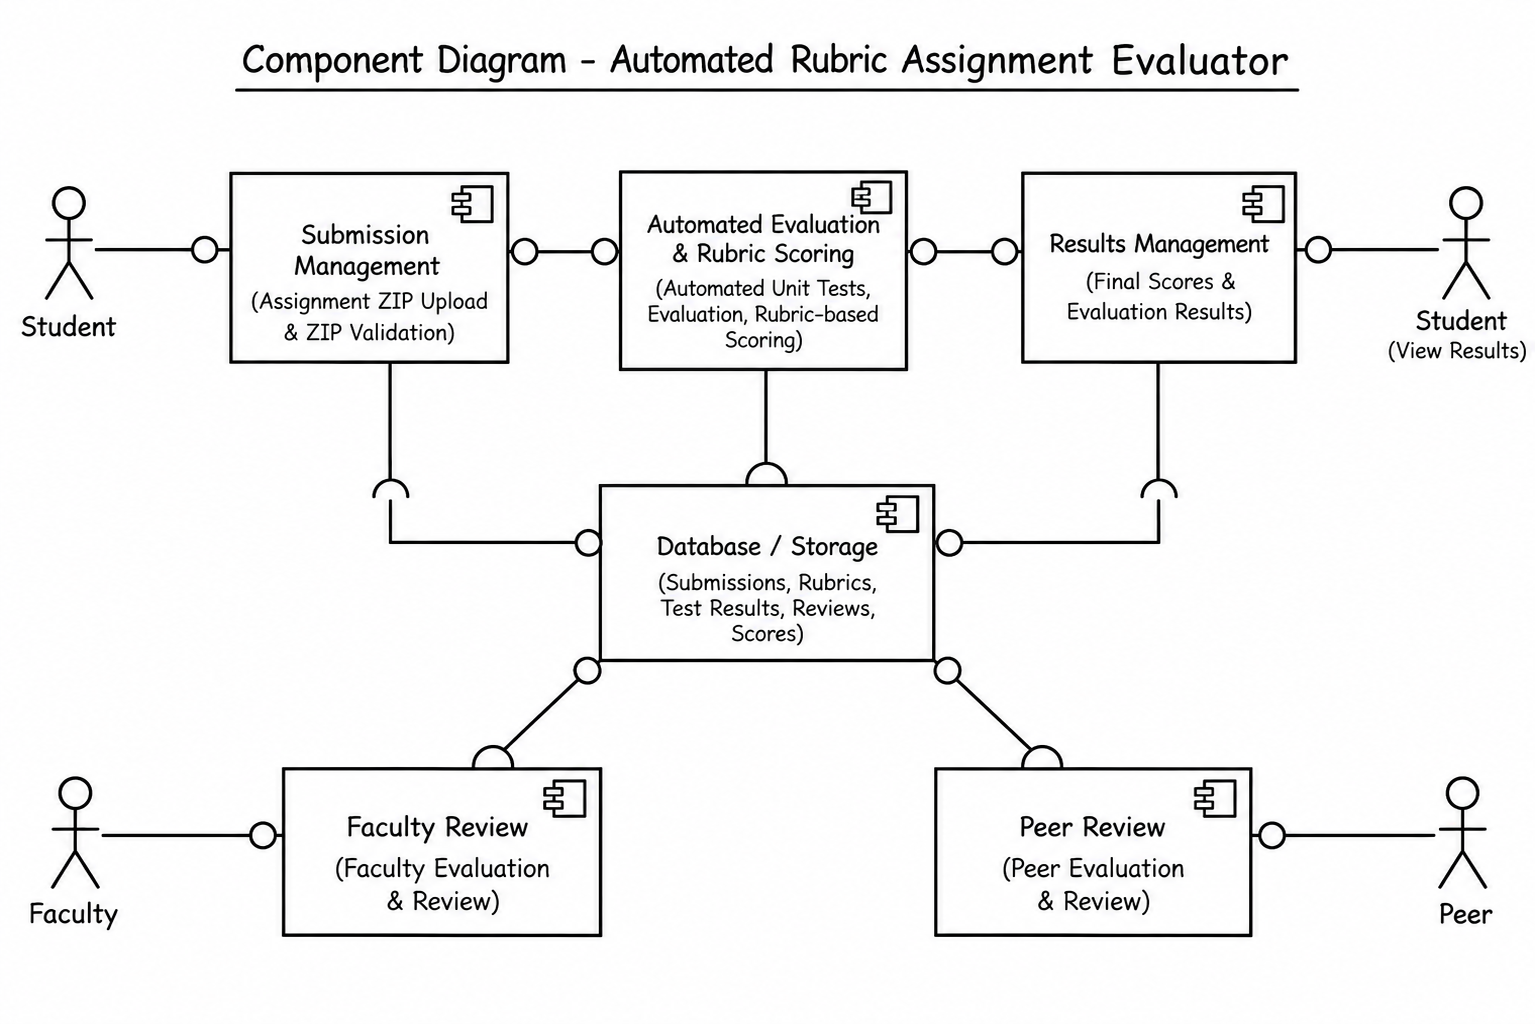 Component Diagram - Automated Rubric Assignment Evaluator
Student
Submission
Management
(Assignment ZIP Upload
& ZIP Validation)
Automated Evaluation
& Rubric Scoring
(Automated Unit Tests,
Evaluation, Rubric-based
Scoring)
Results Management
(Final Scores &
Evaluation Results)
Student
(View Results)
Database / Storage
(Submissions, Rubrics,
Test Results, Reviews,
Scores)
Faculty
Faculty Review
(Faculty Evaluation
& Review)
Peer Review
(Peer Evaluation
& Review)
Peer